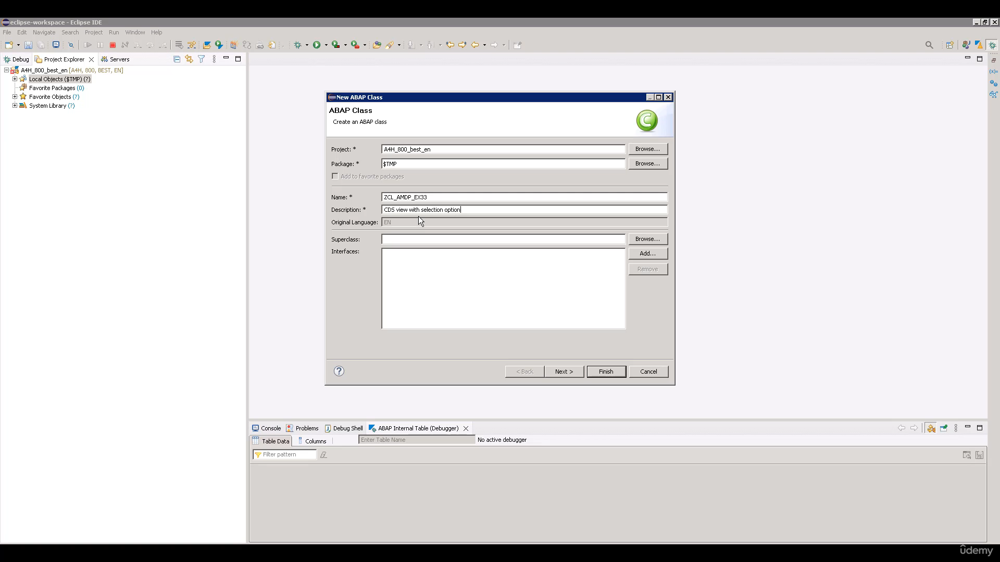 eclipse-workspace - Eclipse IDE
File Edit Navigate Search Project Run Window Help
Debug Project Explorer Servers
A4H_800_best_en [A4H, 800, BEST, EN]
Local Objects ($TMP) (?)
Favorite Packages (0)
Favorite Objects (?)
System Library (?)
New ABAP Class
ABAP Class
Create an ABAP class
Project: * A4H_800_best_en Browse...
Package: * $TMP Browse...
Add to favorite packages
Name: * ZCL_AMDP_EX33
Description: * CDS view with selection option
Original Language: EN
Superclass: Browse...
Interfaces: Add...
Remove
< Back Next > Finish Cancel
Console Problems Debug Shell ABAP Internal Table (Debugger)
Table Data Columns Enter Table Name No active debugger
Filter pattern
ûdemy